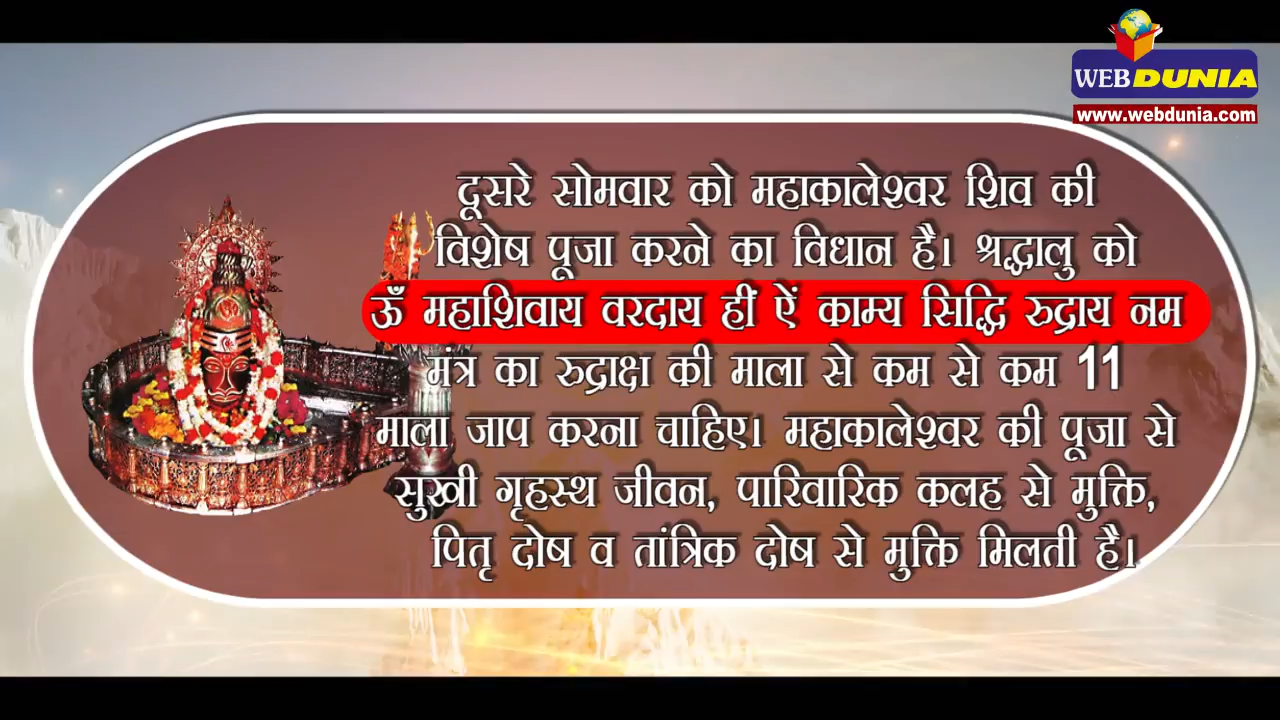 WEBDUNIA
www.webdunia.com
दूसरे सोमवार को महाकालेश्वर शिव की
विशेष पूजा करने का विधान है। श्रद्धालु को
ॐ महाशिवाय वरदाय हीं ऐं काम्य सिद्धि रुद्राय नम
मंत्र का रुद्राक्ष की माला से कम से कम 11
माला जाप करना चाहिए। महाकालेश्वर की पूजा से
सुखी गृहस्थ जीवन, पारिवारिक कलह से मुक्ति,
पितृ दोष व तांत्रिक दोष से मुक्ति मिलती है।